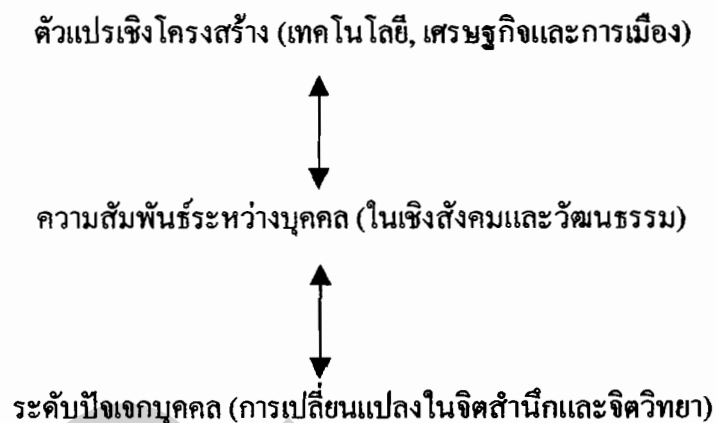 ตัวแปรเชิงโครงสร้าง (เทคโนโลยี, เศรษฐกิจและการเมือง)
ความสัมพันธ์ระหว่างบุคคล (ในเชิงสังคมและวัฒนธรรม)
ระดับปัจเจกบุคคล (การเปลี่ยนแปลงในจิตสำนึกและจิตวิทยา)